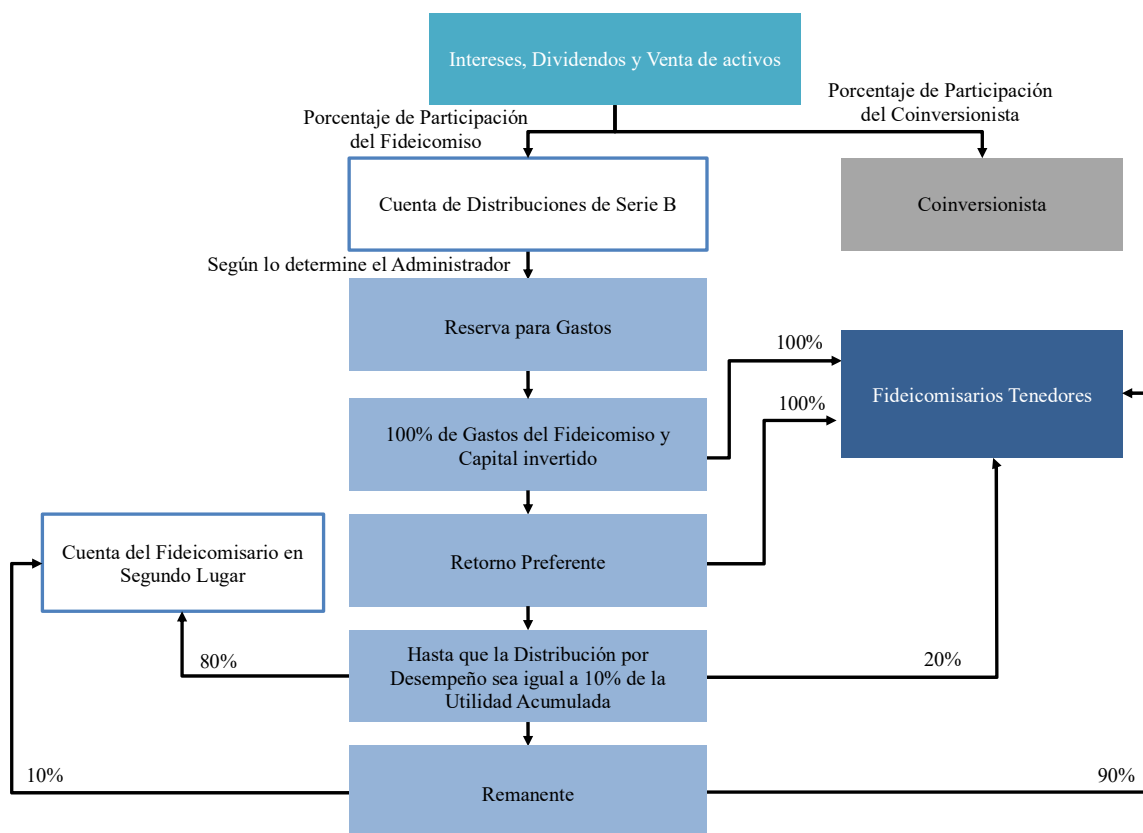 Intereses, Dividendos y Venta de activos
Porcentaje de Participación
del Fideicomiso
Porcentaje de Participación
del Coinversionista
Cuenta de Distribuciones de Serie B
Coinversionista
Según lo determine el Administrador
Reserva para Gastos
100%
Fideicomisarios Tenedores
100%
100% de Gastos del Fideicomiso y
Capital invertido
Cuenta del Fideicomisario en
Segundo Lugar
Retorno Preferente
80%
Hasta que la Distribución por
Desempeño sea igual a 10% de la
Utilidad Acumulada
20%
10%
Remanente
90%